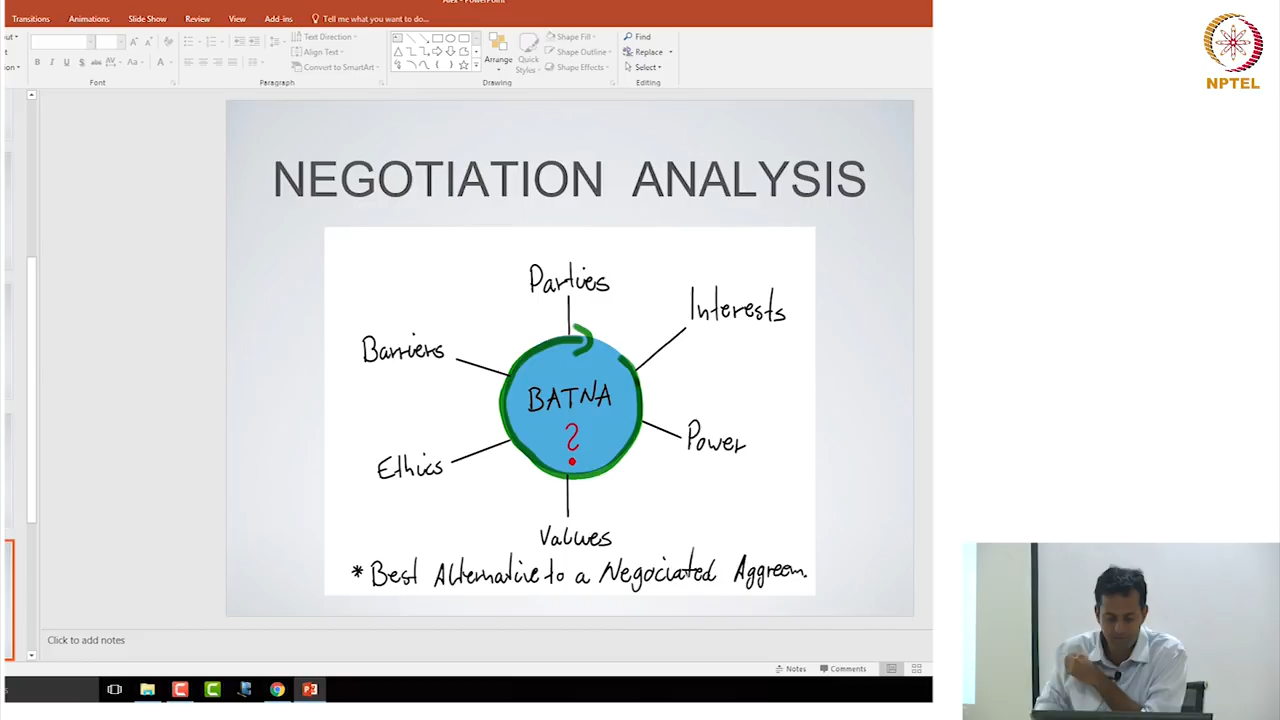 Alex - PowerPoint
Transitions Animations Slide Show Review View Add-ins Tell me what you want to do...
Text Direction
Align Text
Convert to SmartArt
Arrange
Quick Styles
Shape Fill
Shape Outline
Shape Effects
Find
Replace
Select
Font Paragraph Drawing Editing
NPTEL
NEGOTIATION ANALYSIS
Parties
Interests
Barriers
BATNA
?
Power
Ethics
Values
* Best Alternative to a Negociated Aggreem.
Click to add notes
Notes Comments